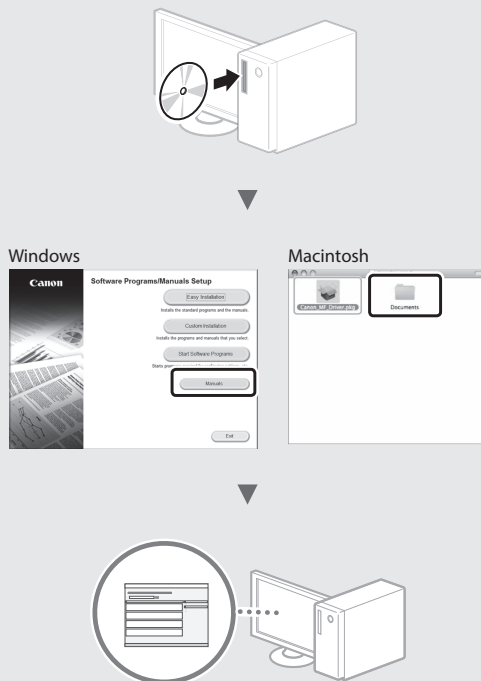 Windows
Macintosh
Canon
Software Programs/Manuals Setup
Easy Installation
Installs the standard programs and the manuals.
Custom Installation
Installs the programs and manuals that you select.
Start Software Programs
Starts
Manuals
Exit
Canon_MF_Driver.pkg
Documents